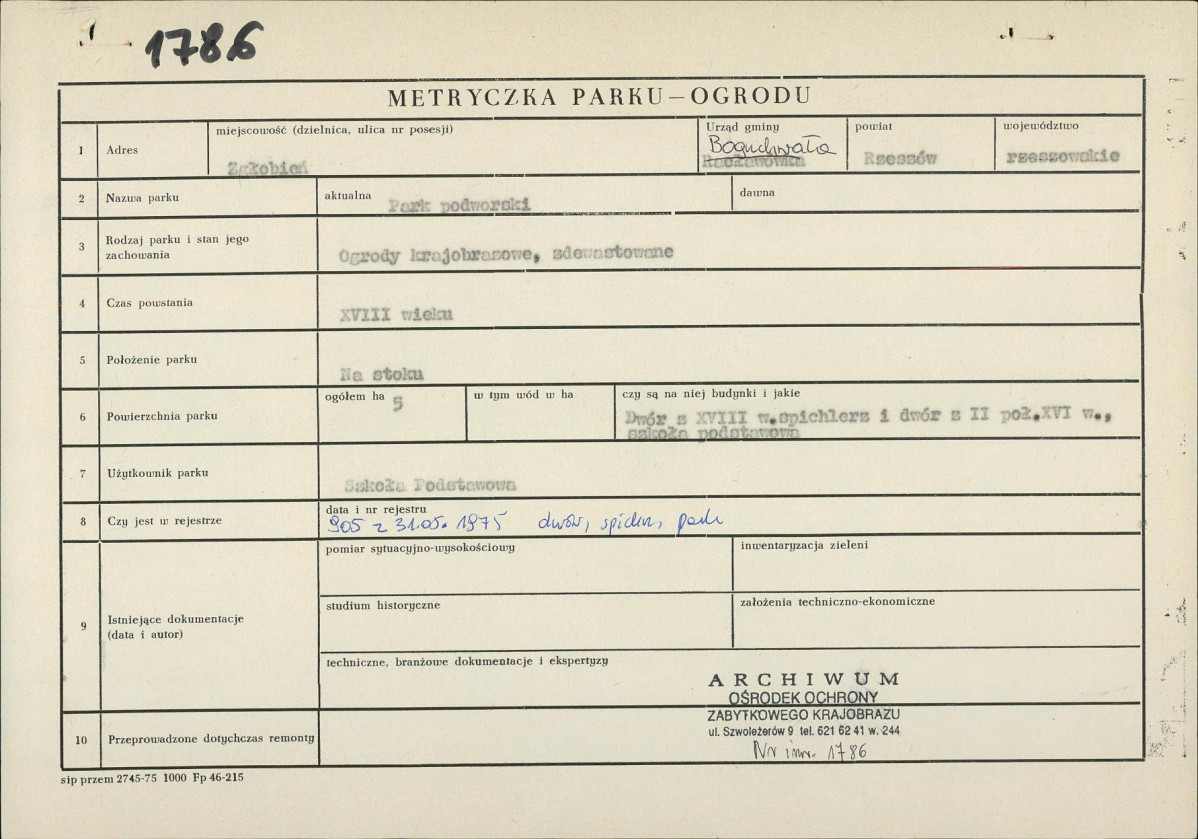 1786
METRYCZKA PARKU — OGRODU
1 Adres miejscowość (dzielnica, ulica nr posesji) Zgłobień Urząd gminy Boguchwała Racławówka powiat Rzeszów województwo rzeszowskie
2 Nazwa parku aktualna Park podworski dawna
3 Rodzaj parku i stan jego zachowania Ogrody krajobrazowe, zdewastowane
4 Czas powstania XVIII wieku
5 Położenie parku Na stoku
6 Powierzchnia parku ogółem ha 5 w tym wód w ha czy są na niej budynki i jakie
Dwór z XVIII w.spichlerz i dwór z II poł.XVI w.,
szkoła podstawowa
7 Użytkownik parku Szkoła Podstawowa
8 Czy jest w rejestrze data i nr rejestru
905 z 31.05.1975 dwór, spichrz, park
9 Istniejące dokumentacje (data i autor) pomiar sytuacyjno-wysokościowy inwentaryzacja zieleni
studium historyczne założenia techniczno-ekonomiczne
techniczne, branżowe dokumentacje i ekspertyzy
10 Przeprowadzone dotychczas remonty
ARCHIWUM
OŚRODEK OCHRONY
ZABYTKOWEGO KRAJOBRAZU
ul. Szwoleżerów 9 tel. 621 62 41 w. 244
Nr inw. 1786
sip przem 2745-75 1000 Fp 46-215